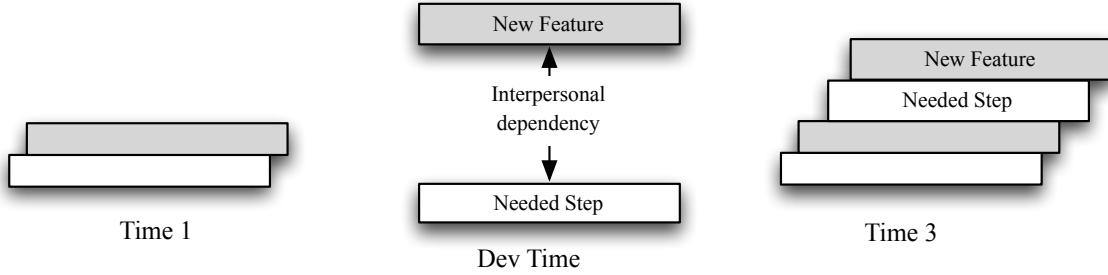 New Feature
Interpersonal
dependency
Needed Step
New Feature
Needed Step
Time 1
Dev Time
Time 3